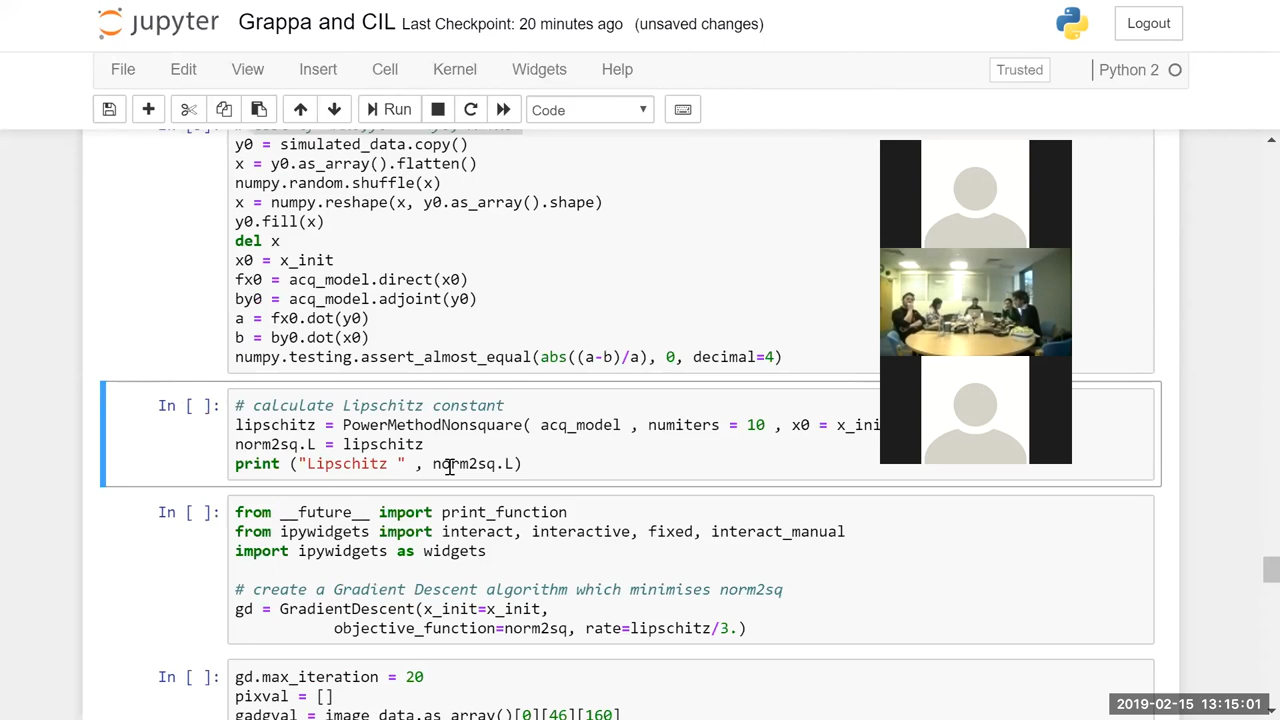 jupyter Grappa and CIL Last Checkpoint: 20 minutes ago (unsaved changes) Logout
File Edit View Insert Cell Kernel Widgets Help Trusted Python 2
Run Code
y0 = simulated_data.copy()
x = y0.as_array().flatten()
numpy.random.shuffle(x)
x = numpy.reshape(x, y0.as_array().shape)
y0.fill(x)
del x
x0 = x_init
fx0 = acq_model.direct(x0)
by0 = acq_model.adjoint(y0)
a = fx0.dot(y0)
b = by0.dot(x0)
numpy.testing.assert_almost_equal(abs((a-b)/a), 0, decimal=4)
In [ ]: # calculate Lipschitz constant
lipschitz = PowerMethodNonsquare( acq_model , numiters = 10 , x0 = x_ini
norm2sq.L = lipschitz
print ("Lipschitz " , norm2sq.L)
In [ ]: from __future__ import print_function
from ipywidgets import interact, interactive, fixed, interact_manual
import ipywidgets as widgets
# create a Gradient Descent algorithm which minimises norm2sq
gd = GradientDescent(x_init=x_init,
objective_function=norm2sq, rate=lipschitz/3.)
In [ ]: gd.max_iteration = 20
pixval = []
gadgval = image_data.as_array()[0][46][160]
2019-02-15 13:15:01